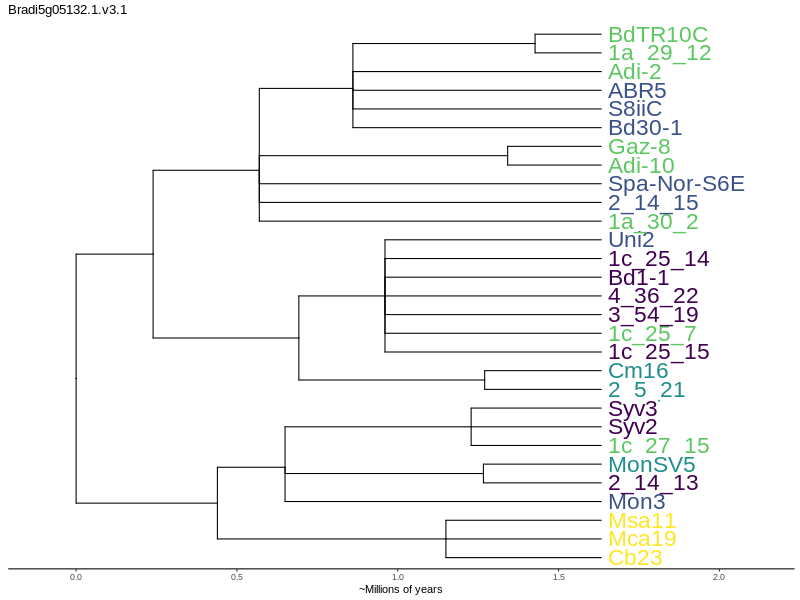 Bradi5g05132.1.v3.1
BdTR10C
1a_29_12
Adi-2
ABR5
S8iiC
Bd30-1
Gaz-8
Adi-10
Spa-Nor-S6E
2_14_15
1a_30_2
Uni2
1c_25_14
Bd1-1
4_36_22
3_54_19
1c_25_7
1c_25_15
Cm16
2_5_21
Syv3
Syv2
1c_27_15
MonSV5
2_14_13
Mon3
Msa11
Mca19
Cb23
0.0 0.5 1.0 1.5 2.0
~Millions of years